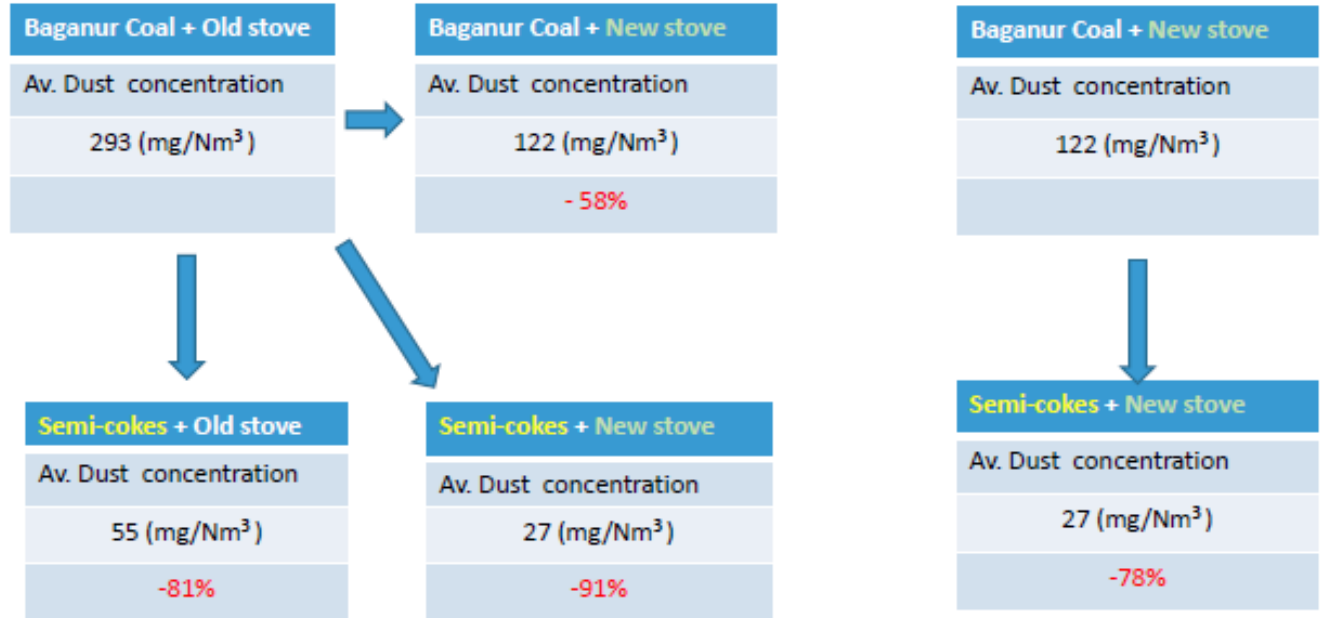 Baganur Coal + Old stove
Av. Dust concentration
293 (mg/Nm³)
Baganur Coal + New stove
Av. Dust concentration
122 (mg/Nm³)
- 58%
Baganur Coal + New stove
Av. Dust concentration
122 (mg/Nm³)
Semi-cokes + Old stove
Av. Dust concentration
55 (mg/Nm³)
-81%
Semi-cokes + New stove
Av. Dust concentration
27 (mg/Nm³)
-91%
Semi-cokes + New stove
Av. Dust concentration
27 (mg/Nm³)
-78%